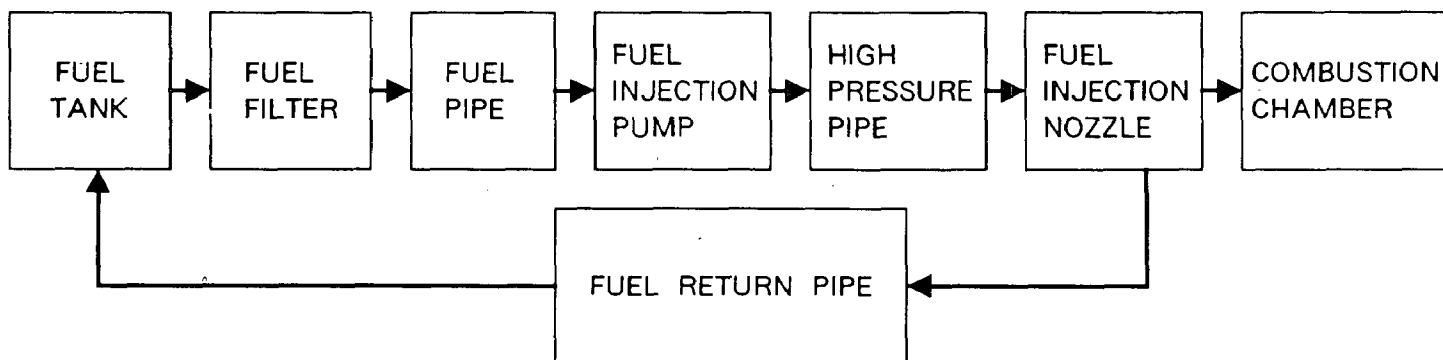 FUEL
TANK
FUEL
FILTER
FUEL
PIPE
FUEL
INJECTION
PUMP
HIGH
PRESSURE
PIPE
FUEL
INJECTION
NOZZLE
COMBUSTION
CHAMBER
FUEL RETURN PIPE